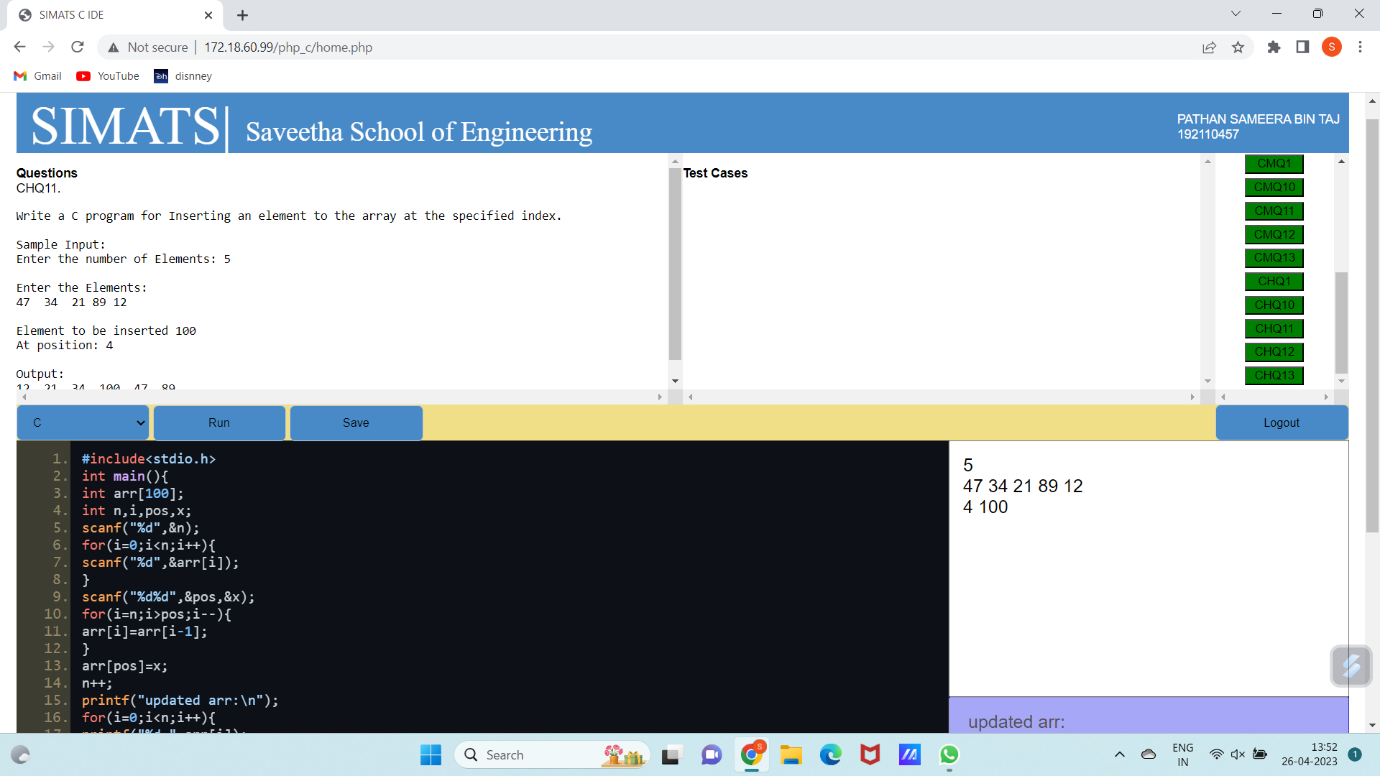 SIMATS C IDE
Not secure | 172.18.60.99/php_c/home.php
S
Gmail YouTube disnney
SIMATS| Saveetha School of Engineering
PATHAN SAMEERA BIN TAJ
192110457
Questions
CHQ11.
Write a C program for Inserting an element to the array at the specified index.
Sample Input:
Enter the number of Elements: 5
Enter the Elements:
47 34 21 89 12
Element to be inserted 100
At position: 4
Output:
12 21 34 100 47 89
Test Cases
CMQ1
CMQ10
CMQ11
CMQ12
CMQ13
CHQ1
CHQ10
CHQ11
CHQ12
CHQ13
C Run Save Logout
1. #include<stdio.h>
2. int main(){
3. int arr[100];
4. int n,i,pos,x;
5. scanf("%d",&n);
6. for(i=0;i<n;i++){
7. scanf("%d",&arr[i]);
8. }
9. scanf("%d%d",&pos,&x);
10. for(i=n;i>pos;i--){
11. arr[i]=arr[i-1];
12. }
13. arr[pos]=x;
14. n++;
15. printf("updated arr:\n");
16. for(i=0;i<n;i++){
5
47 34 21 89 12
4 100
updated arr:
Search
ENG
IN
13:52
26-04-2023
1